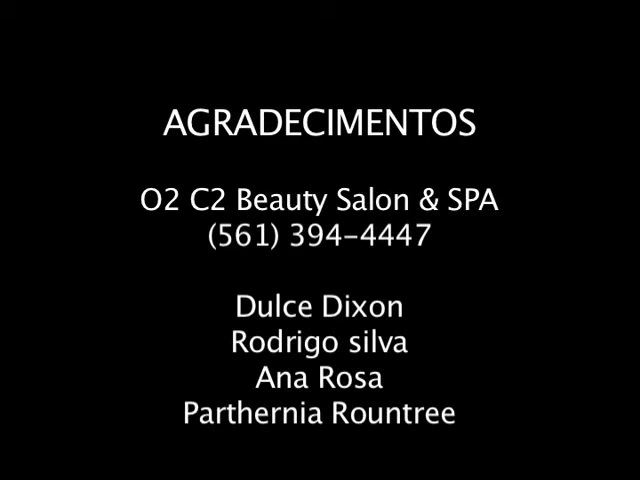 AGRADECIMENTOS
O2 C2 Beauty Salon & SPA
(561) 394-4447
Dulce Dixon
Rodrigo silva
Ana Rosa
Parthernia Rountree